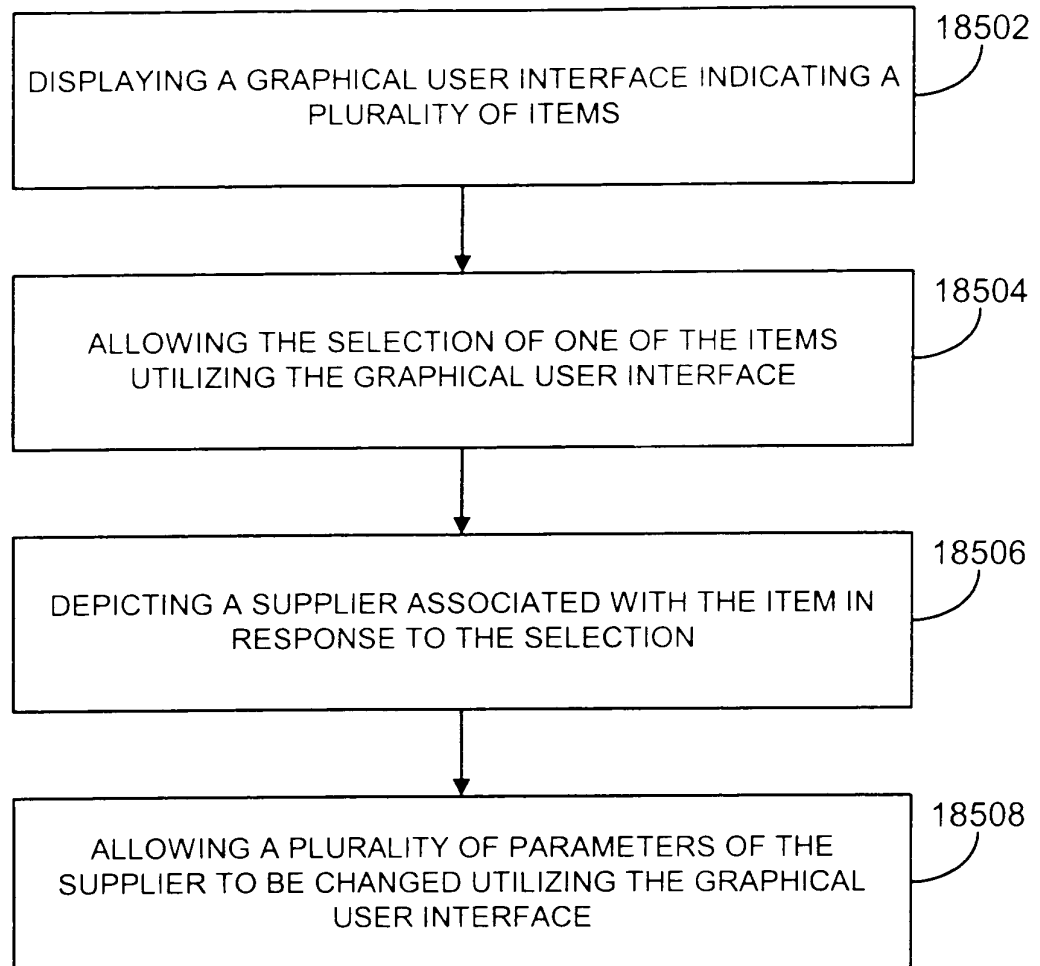 18502
DISPLAYING A GRAPHICAL USER INTERFACE INDICATING A
PLURALITY OF ITEMS
18504
ALLOWING THE SELECTION OF ONE OF THE ITEMS
UTILIZING THE GRAPHICAL USER INTERFACE
18506
DEPICTING A SUPPLIER ASSOCIATED WITH THE ITEM IN
RESPONSE TO THE SELECTION
18508
ALLOWING A PLURALITY OF PARAMETERS OF THE
SUPPLIER TO BE CHANGED UTILIZING THE GRAPHICAL
USER INTERFACE